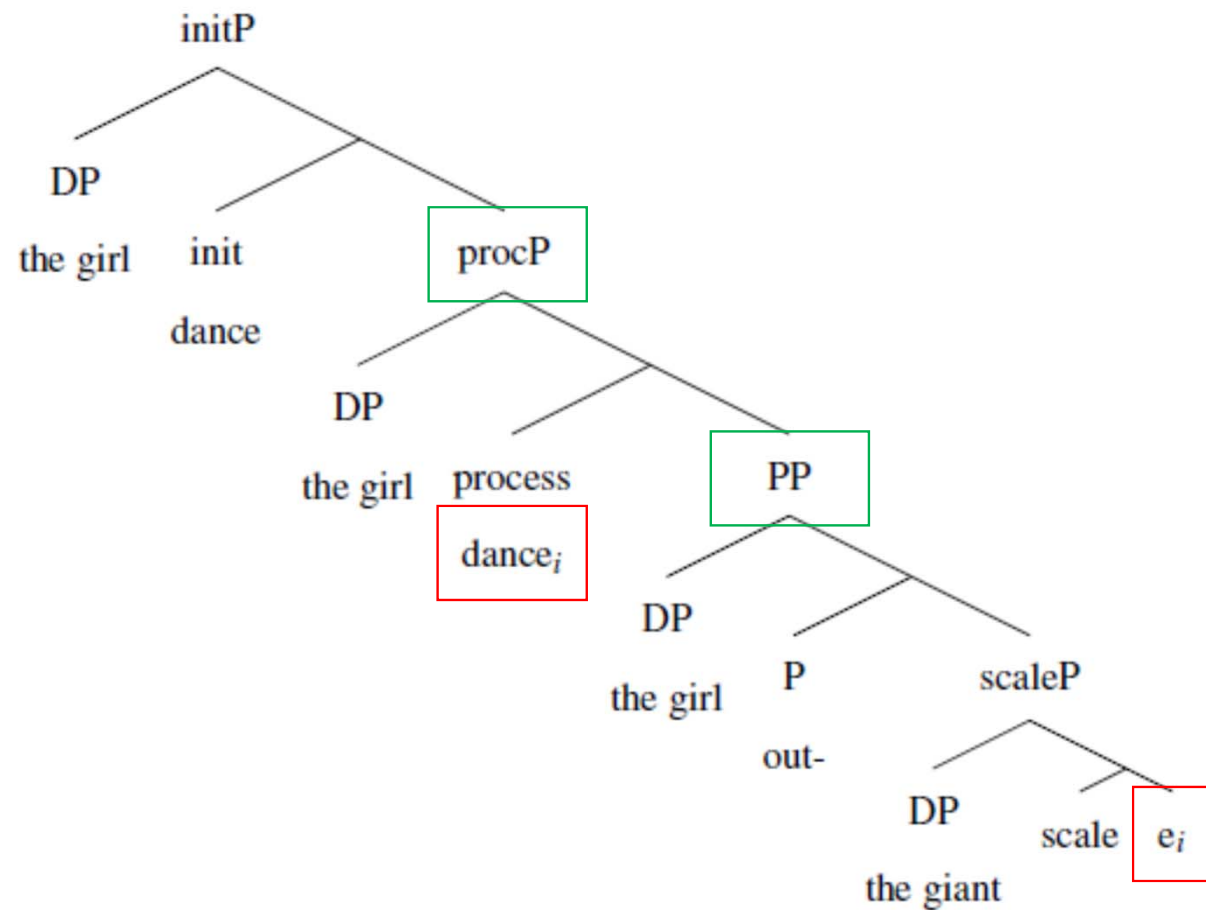 initP
DP
the girl
init
dance
procP
DP
the girl
process
danceᵢ
PP
DP
the girl
P
out-
scaleP
DP
the giant
scale
eᵢ